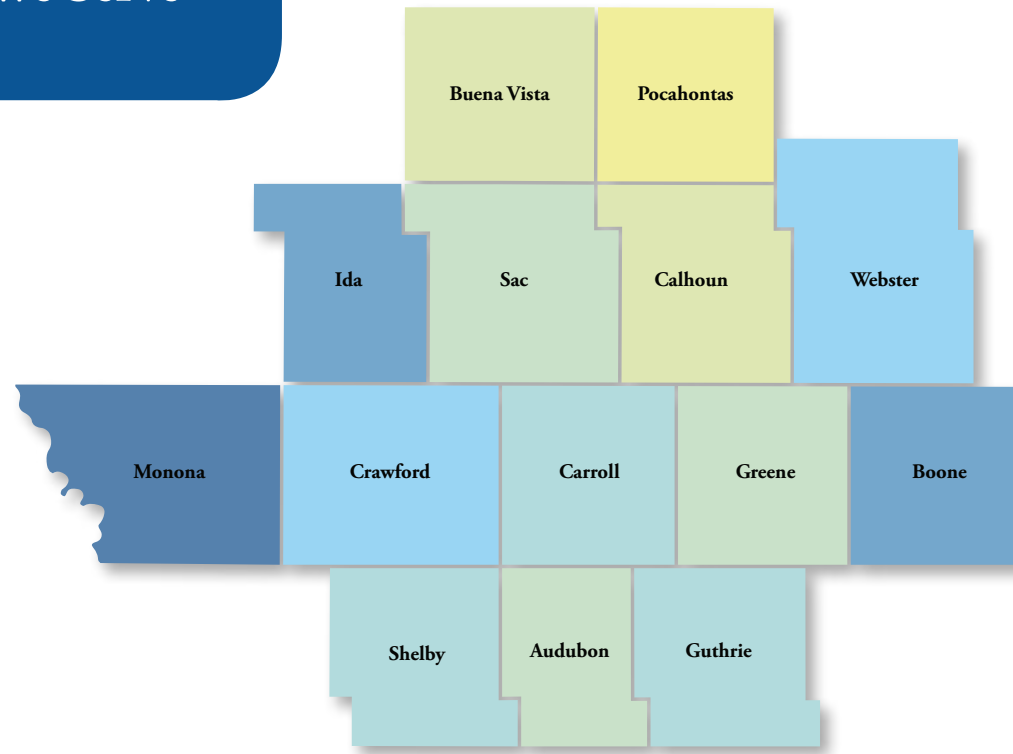 Buena Vista
Pocahontas
Ida
Sac
Calhoun
Webster
Monona
Crawford
Carroll
Greene
Boone
Shelby
Audubon
Guthrie